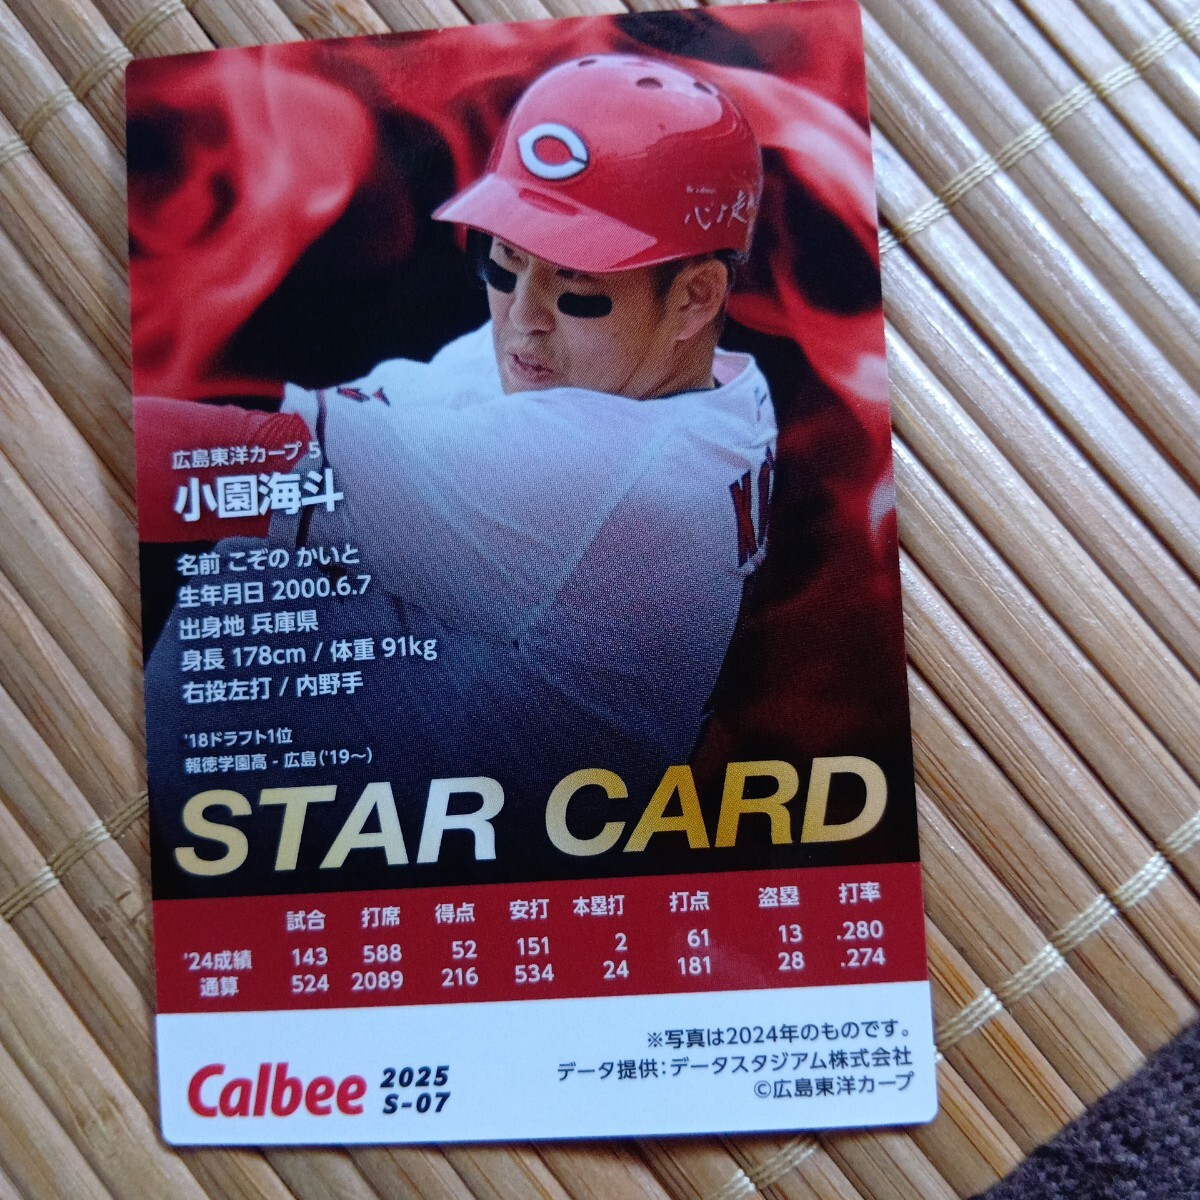 C
心よ走れ
K
広島東洋カープ 5
小園海斗
名前 こぞの かいと
生年月日 2000.6.7
出身地 兵庫県
身長 178cm / 体重 91kg
右投左打 / 内野手
'18ドラフト1位
報徳学園高 - 広島('19〜)
STAR CARD
試合 打席 得点 安打 本塁打 打点 盗塁 打率
'24成績 143 588 52 151 2 61 13 .280
通算 524 2089 216 534 24 181 28 .274
※写真は2024年のものです。
データ提供：データスタジアム株式会社
©広島東洋カープ
Calbee 2025
S-07